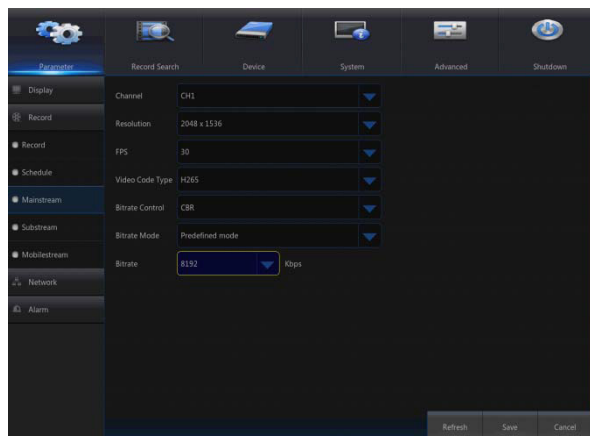 Parameter
Record Search
Device
System
Advanced
Shutdown
Display
Record
Record
Schedule
Mainstream
Substream
Mobilestream
Network
Alarm
Channel CH1
Resolution 2048 x 1536
FPS 30
Video Code Type H265
Bitrate Control CBR
Bitrate Mode Predefined mode
Bitrate 8192 Kbps
Refresh
Save
Cancel